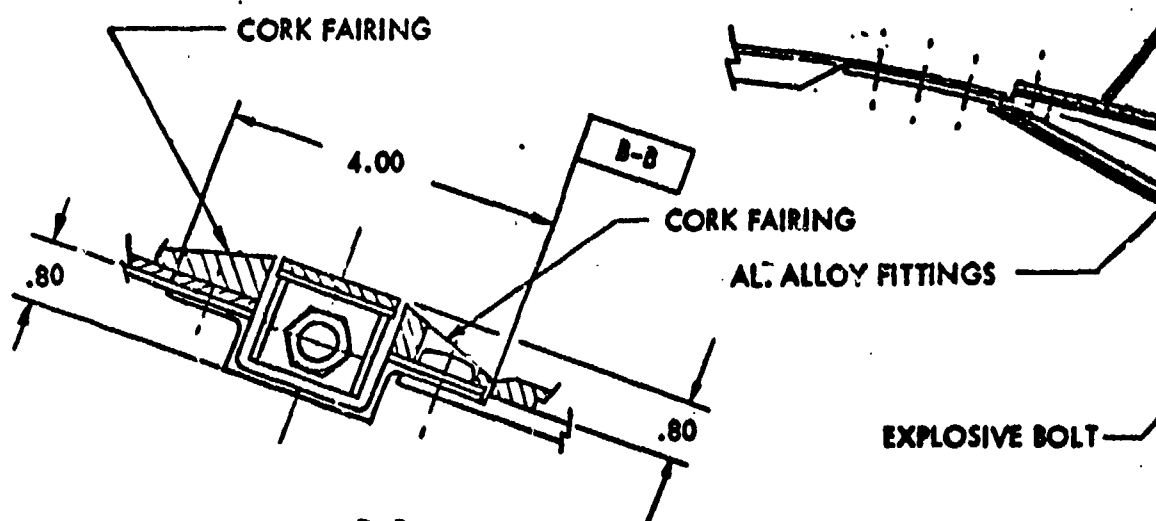 CORK FAIRING
4.00
B-B
CORK FAIRING
.80
AL. ALLOY FITTINGS
.80
EXPLOSIVE BOLT